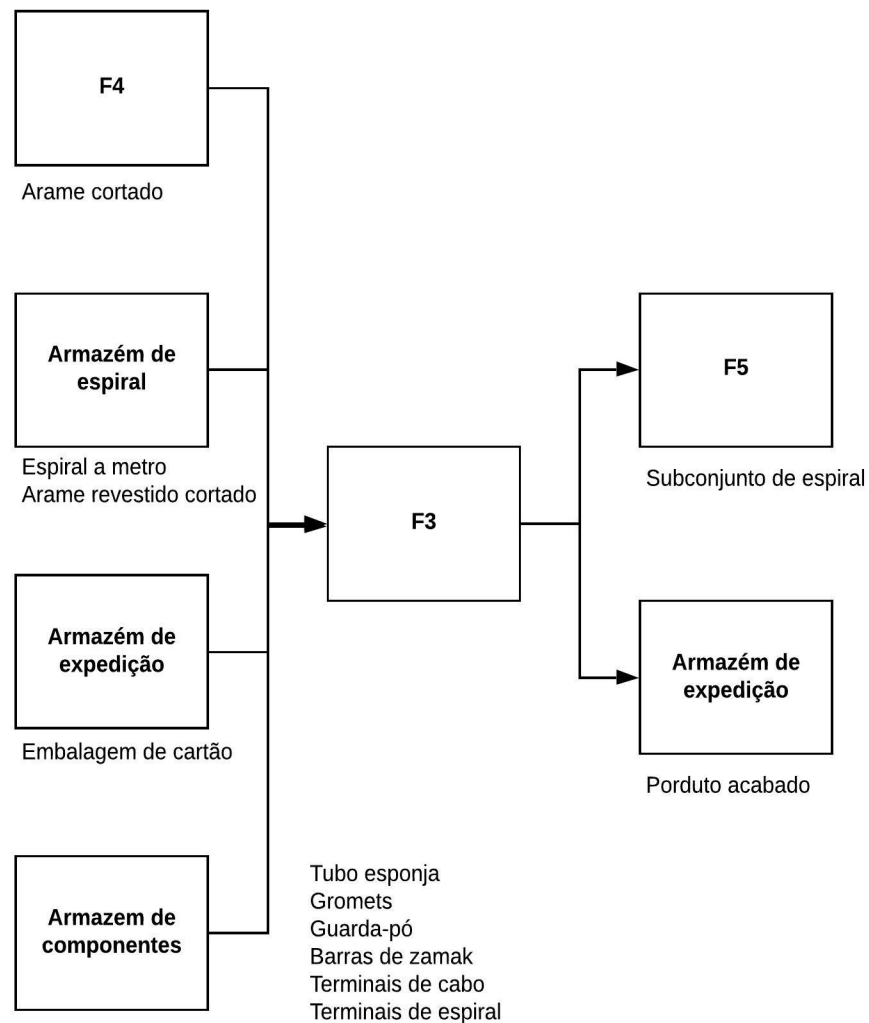 F4
Arame cortado
Armazém de
espiral
Espiral a metro
Arame revestido cortado
Armazém de
expedição
Embalagem de cartão
Armazem de
componentes
Tubo esponja
Gromets
Guarda-pó
Barras de zamak
Terminais de cabo
Terminais de espiral
F3
F5
Subconjunto de espiral
Armazém de
expedição
Porduto acabado